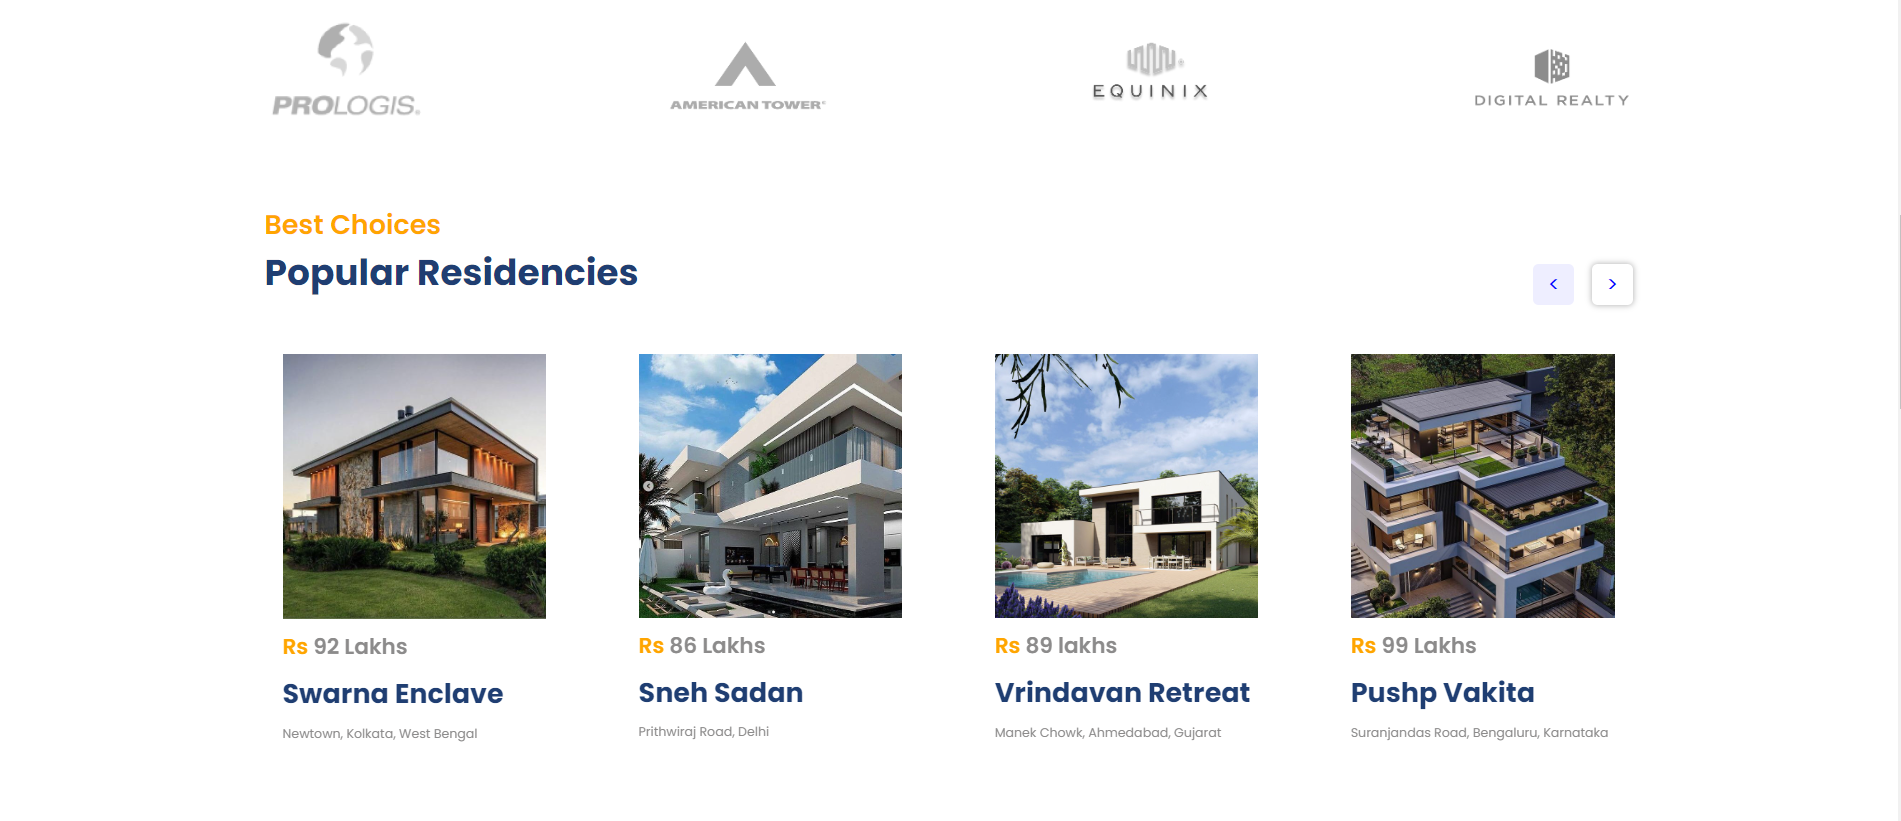 PROLOGIS®
AMERICAN TOWER®
EQUINIX
DIGITAL REALTY
Best Choices
Popular Residencies
< >
Rs 92 Lakhs
Swarna Enclave
Newtown, Kolkata, West Bengal
Rs 86 Lakhs
Sneh Sadan
Prithwiraj Road, Delhi
Rs 89 lakhs
Vrindavan Retreat
Manek Chowk, Ahmedabad, Gujarat
Rs 99 Lakhs
Pushp Vakita
Suranjandas Road, Bengaluru, Karnataka